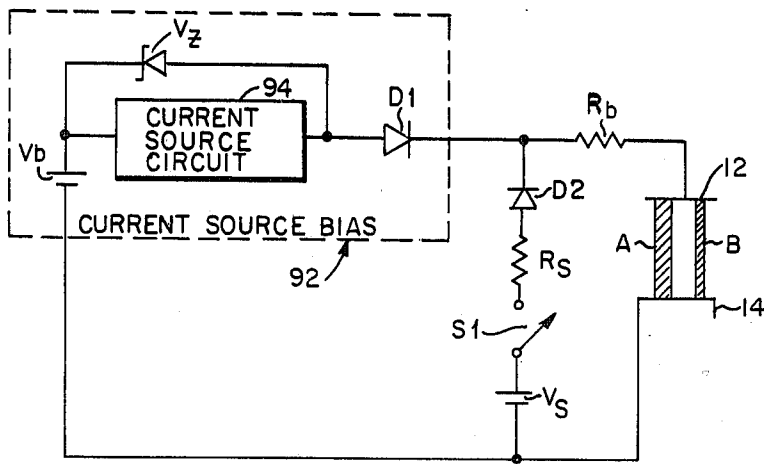 Vz
94
CURRENT
SOURCE
CIRCUIT
D1
Rb
Vb
CURRENT SOURCE BIAS
92
D2
RS
S1
VS
12
A
B
14